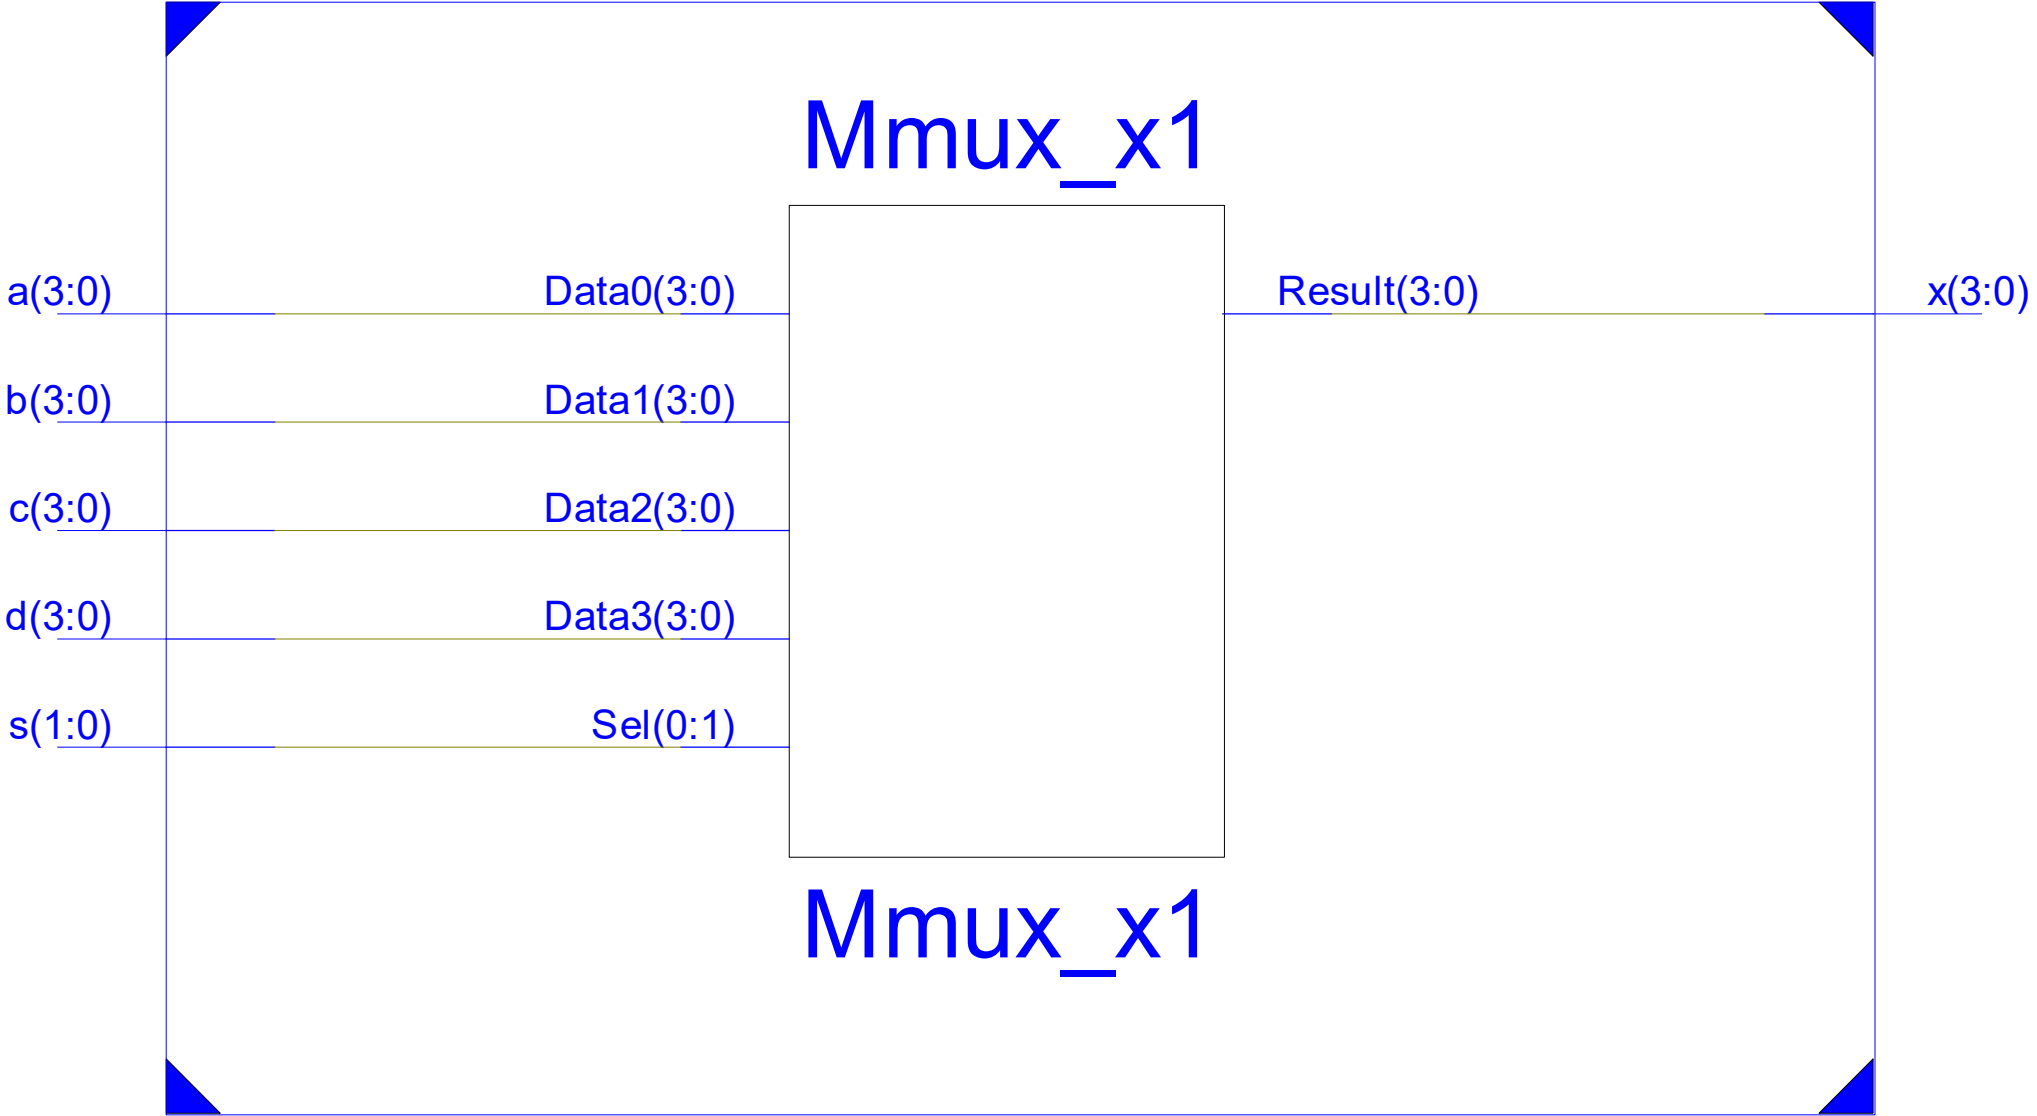 Mmux_x1
a(3:0) Data0(3:0) Result(3:0) x(3:0)
b(3:0) Data1(3:0)
c(3:0) Data2(3:0)
d(3:0) Data3(3:0)
s(1:0) Sel(0:1)
Mmux_x1